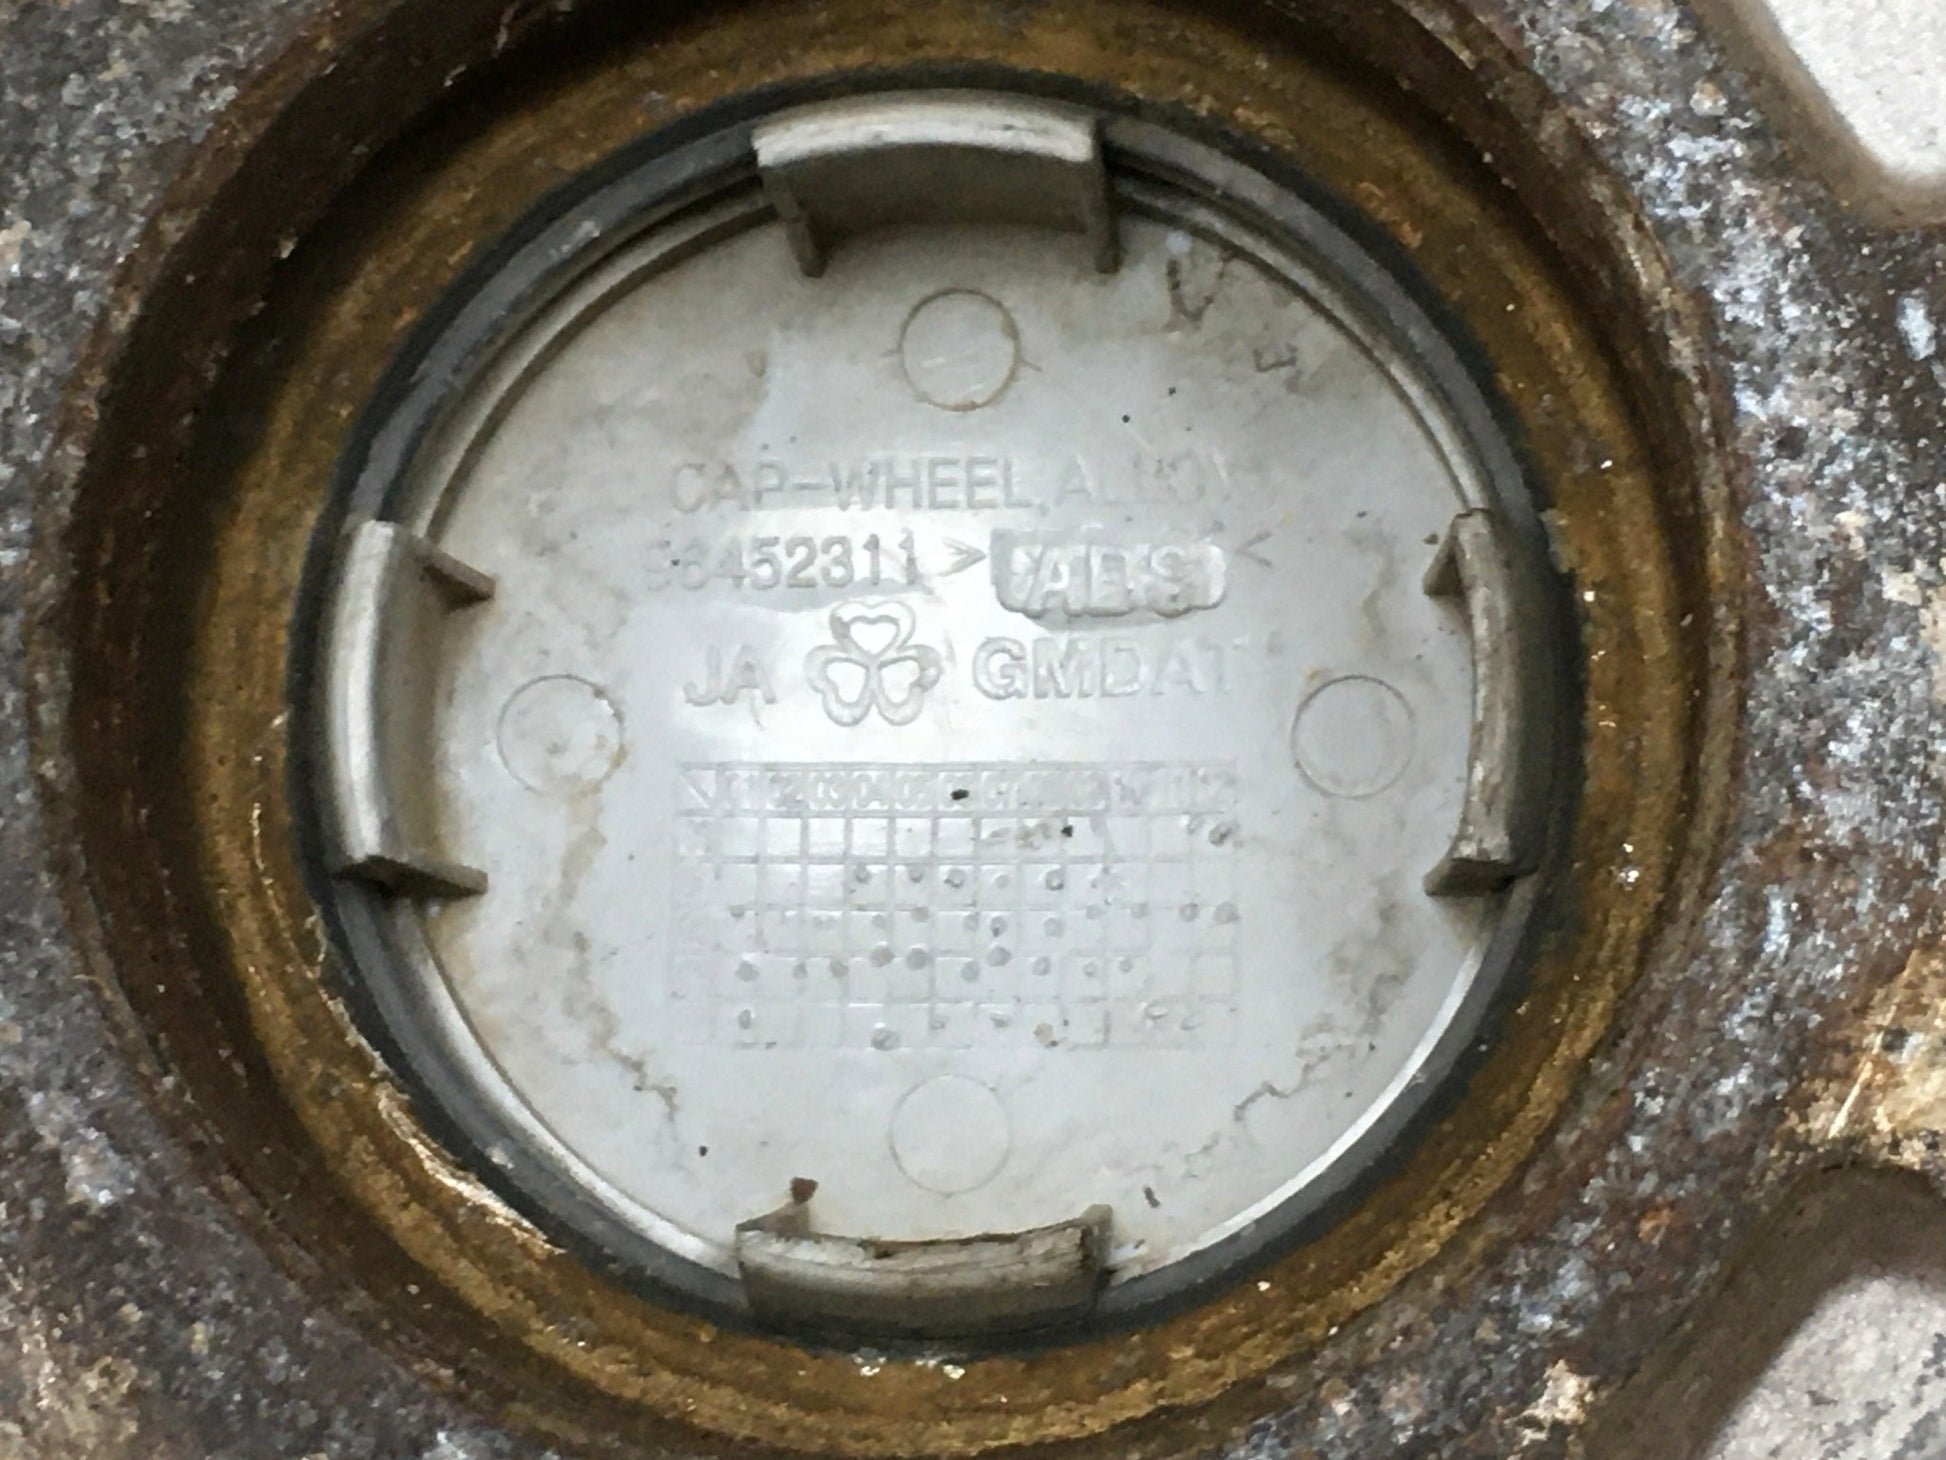 CAP-WHEEL, ALLOY
96452311 >ABS<
JA GMDAT